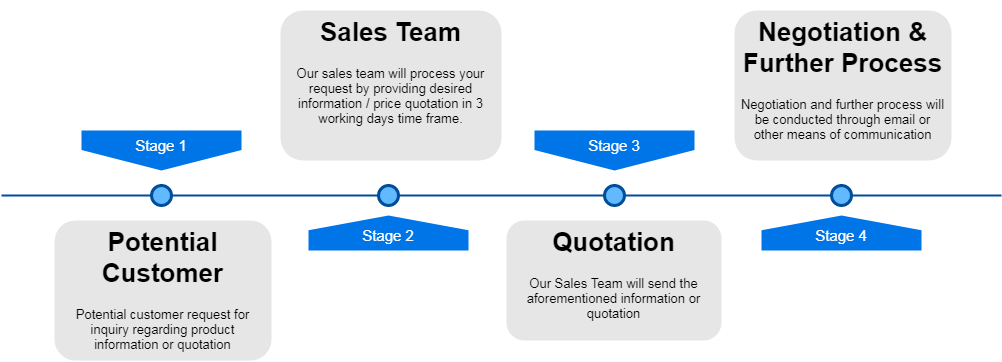 Stage 1
Potential
Customer
Potential customer request for
inquiry regarding product
information or quotation
Sales Team
Our sales team will process your
request by providing desired
information / price quotation in 3
working days time frame.
Stage 2
Stage 3
Quotation
Our Sales Team will send the
aforementioned information or
quotation
Negotiation &
Further Process
Negotiation and further process will
be conducted through email or
other means of communication
Stage 4